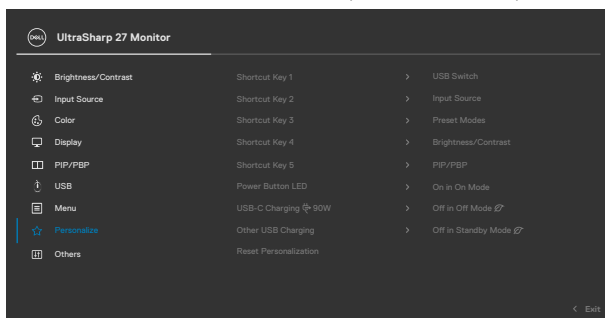 DELL UltraSharp 27 Monitor
Brightness/Contrast Shortcut Key 1 > USB Switch
Input Source Shortcut Key 2 > Input Source
Color Shortcut Key 3 > Preset Modes
Display Shortcut Key 4 > Brightness/Contrast
PIP/PBP Shortcut Key 5 > PIP/PBP
USB Power Button LED > On in On Mode
Menu USB-C Charging 90W > Off in Off Mode
Personalize Other USB Charging > Off in Standby Mode
Others Reset Personalization
< Exit